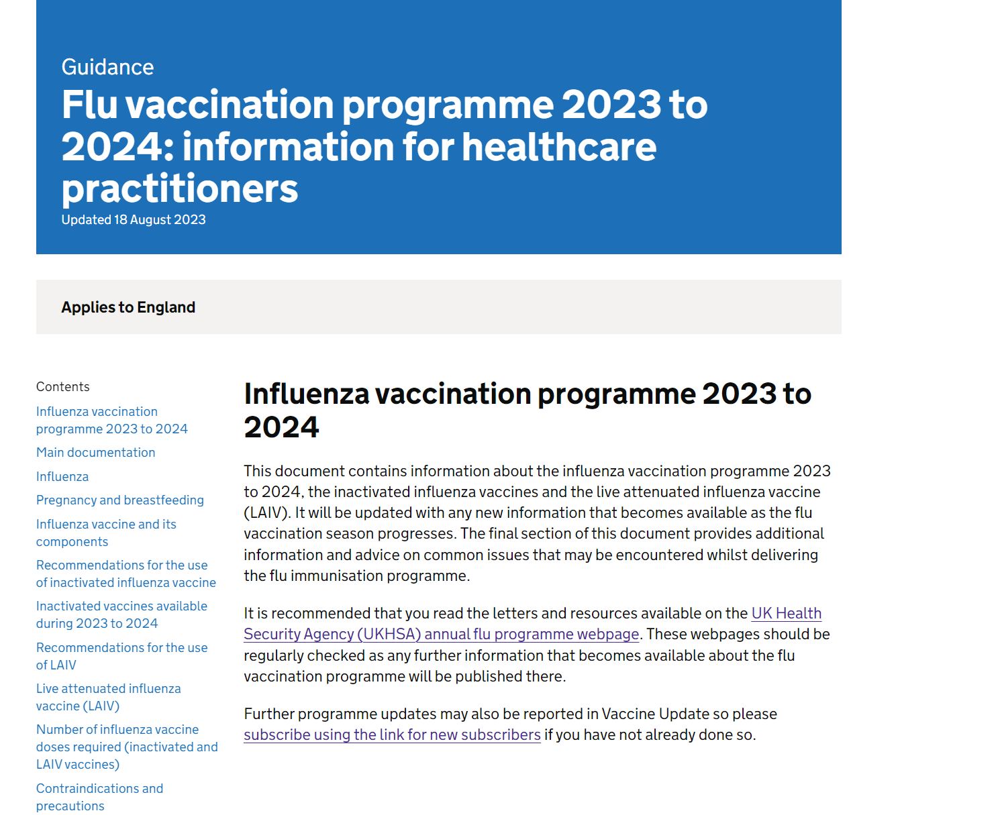 Guidance
Flu vaccination programme 2023 to
2024: information for healthcare
practitioners
Updated 18 August 2023
Applies to England
Contents
Influenza vaccination
programme 2023 to 2024
Main documentation
Influenza
Pregnancy and breastfeeding
Influenza vaccine and its
components
Recommendations for the use
of inactivated influenza vaccine
Inactivated vaccines available
during 2023 to 2024
Recommendations for the use
of LAIV
Live attenuated influenza
vaccine (LAIV)
Number of influenza vaccine
doses required (inactivated and
LAIV vaccines)
Contraindications and
precautions
Influenza vaccination programme 2023 to
2024
This document contains information about the influenza vaccination programme 2023
to 2024, the inactivated influenza vaccines and the live attenuated influenza vaccine
(LAIV). It will be updated with any new information that becomes available as the flu
vaccination season progresses. The final section of this document provides additional
information and advice on common issues that may be encountered whilst delivering
the flu immunisation programme.
It is recommended that you read the letters and resources available on the UK Health
Security Agency (UKHSA) annual flu programme webpage. These webpages should be
regularly checked as any further information that becomes available about the flu
vaccination programme will be published there.
Further programme updates may also be reported in Vaccine Update so please
subscribe using the link for new subscribers if you have not already done so.